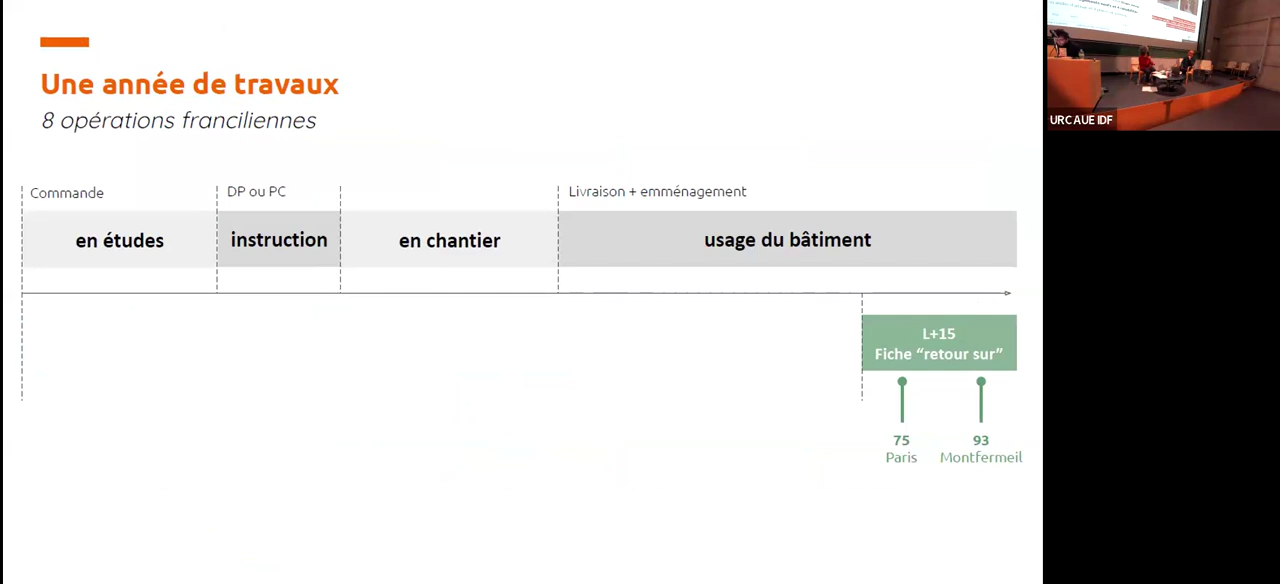 Une année de travaux
8 opérations franciliennes
Commande
DP ou PC
Livraison + emménagement
en études
instruction
en chantier
usage du bâtiment
L+15
Fiche “retour sur”
75
Paris
93
Montfermeil
URCAUE IDF